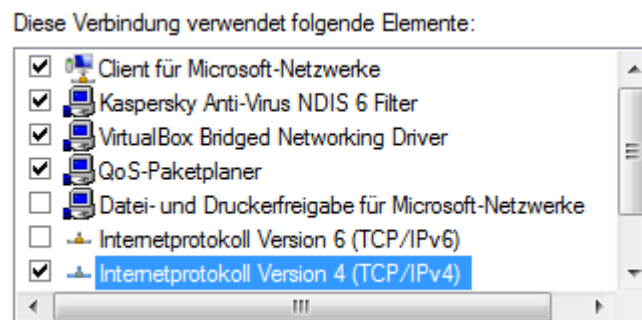 Diese Verbindung verwendet folgende Elemente:
Client für Microsoft-Netzwerke
Kaspersky Anti-Virus NDIS 6 Filter
VirtualBox Bridged Networking Driver
QoS-Paketplaner
Datei- und Druckerfreigabe für Microsoft-Netzwerke
Internetprotokoll Version 6 (TCP/IPv6)
Internetprotokoll Version 4 (TCP/IPv4)